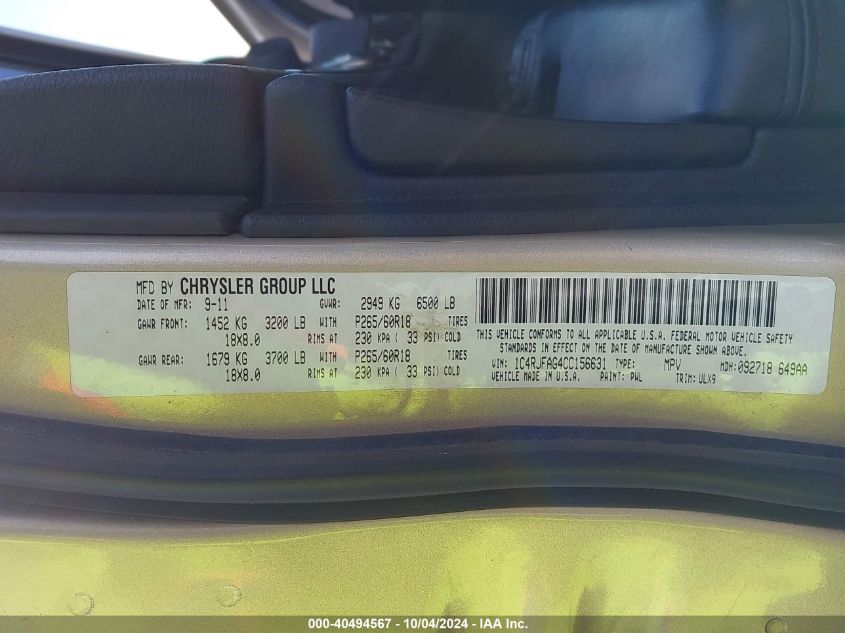 MFD BY CHRYSLER GROUP LLC
DATE OF MFR: 9-11 GVWR: 2949 KG 6500 LB
GAWR FRONT: 1452 KG 3200 LB WITH P265/60R18 TIRES
18X8.0 RIMS AT 230 KPA ( 33 PSI) COLD
GAWR REAR: 1679 KG 3700 LB WITH P265/60R18 TIRES
18X8.0 RIMS AT 230 KPA ( 33 PSI) COLD
THIS VEHICLE CONFORMS TO ALL APPLICABLE U.S.A. FEDERAL MOTOR VEHICLE SAFETY
STANDARDS IN EFFECT ON THE DATE OF MANUFACTURE SHOWN ABOVE.
VIN: 1C4RJFAG4CC156631 TYPE: MPV MDH: 092718 649AA
VEHICLE MADE IN U.S.A. PAINT: PWL TRIM: ULX9
000-40494567 - 10/04/2024 - IAA Inc.